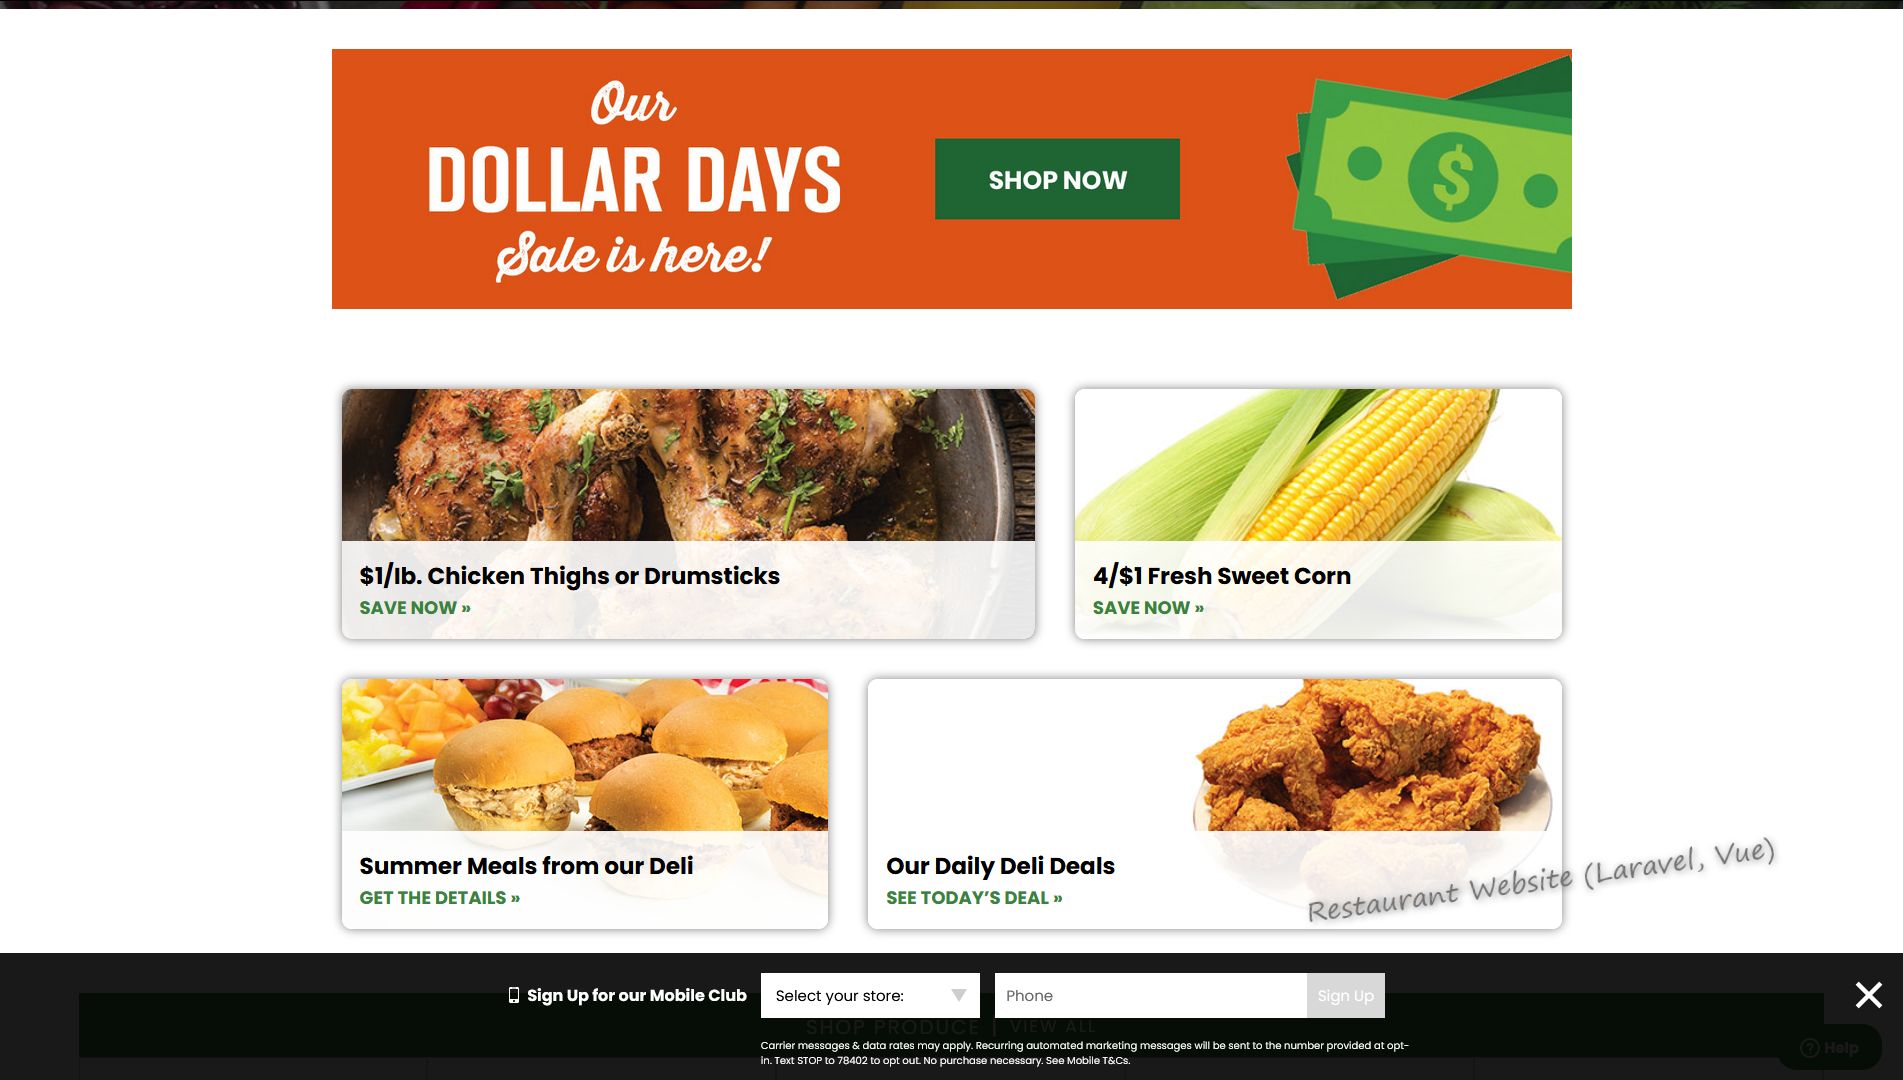 Our
DOLLAR DAYS
Sale is here!
SHOP NOW
$
$1/lb. Chicken Thighs or Drumsticks
SAVE NOW »
4/$1 Fresh Sweet Corn
SAVE NOW »
Summer Meals from our Deli
GET THE DETAILS »
Our Daily Deli Deals
SEE TODAY'S DEAL »
Restaurant Website (Laravel, Vue)
Sign Up for our Mobile Club
Select your store:
Phone
Sign Up
SHOP PRODUCE | VIEW ALL
Carrier messages & data rates may apply. Recurring automated marketing messages will be sent to the number provided at opt-
in. Text STOP to 78402 to opt out. No purchase necessary. See Mobile T&Cs.
Help